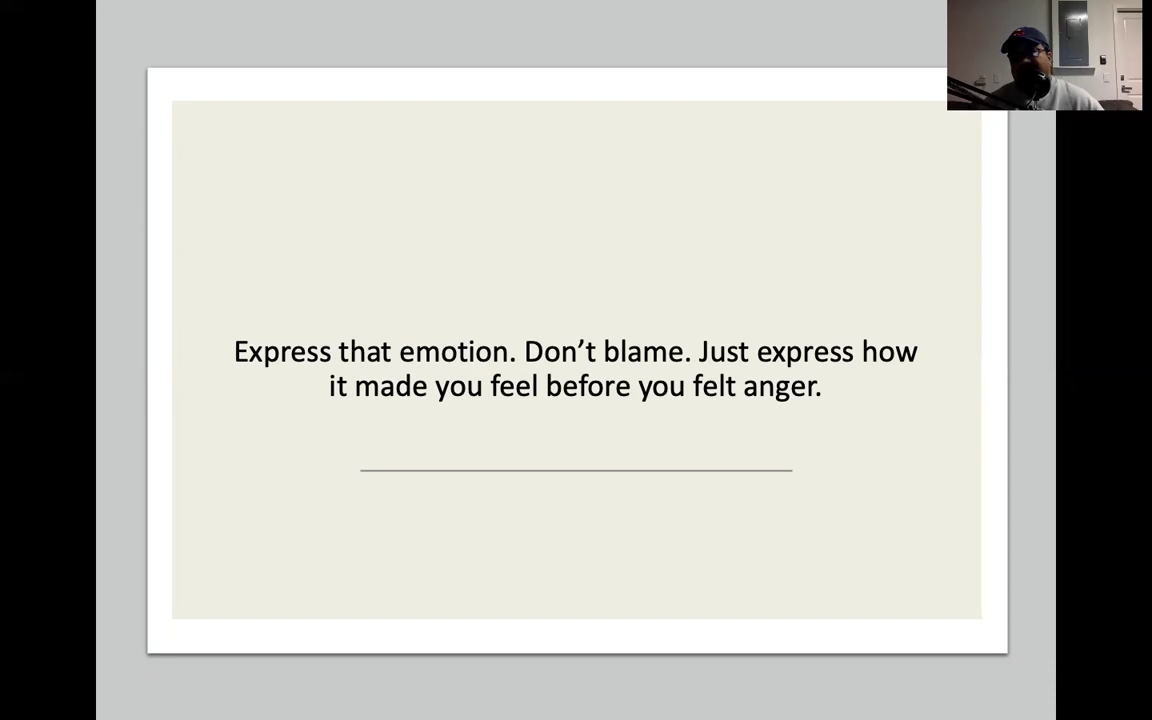 Express that emotion. Don’t blame. Just express how
it made you feel before you felt anger.